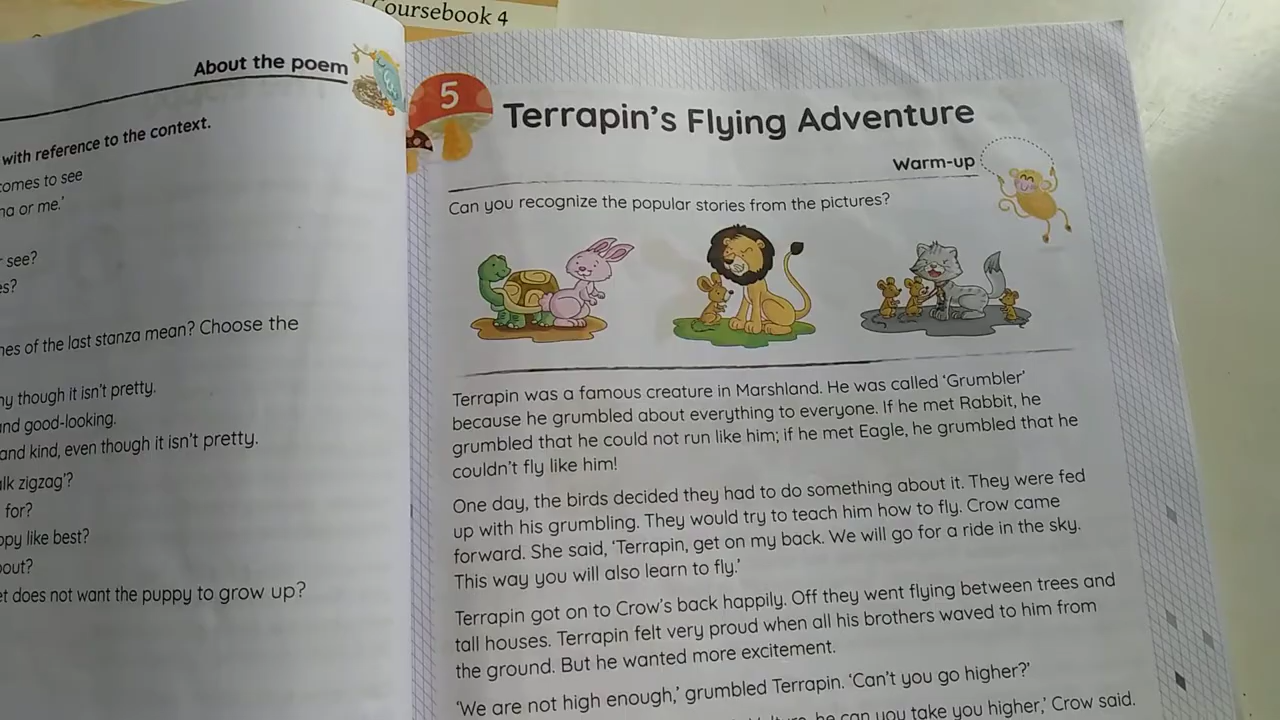 Coursebook 4
About the poem
with reference to the context.
comes to see
or me.'
see?
of the last stanza mean? Choose the
though it isn't pretty.
and good-looking.
and kind, even though it isn't pretty.
zigzag'?
for?
like best?
does not want the puppy to grow up?
5
Terrapin's Flying Adventure
Warm-up
Can you recognize the popular stories from the pictures?
Terrapin was a famous creature in Marshland. He was called 'Grumbler'
because he grumbled about everything to everyone. If he met Rabbit, he
grumbled that he could not run like him; if he met Eagle, he grumbled that he
couldn't fly like him!
One day, the birds decided they had to do something about it. They were fed
up with his grumbling. They would try to teach him how to fly. Crow came
forward. She said, 'Terrapin, get on my back. We will go for a ride in the sky.
This way you will also learn to fly.'
Terrapin got on to Crow's back happily. Off they went flying between trees and
tall houses. Terrapin felt very proud when all his brothers waved to him from
the ground. But he wanted more excitement.
'We are not high enough,' grumbled Terrapin. 'Can't you go higher?'
he can you take you higher,' Crow said.